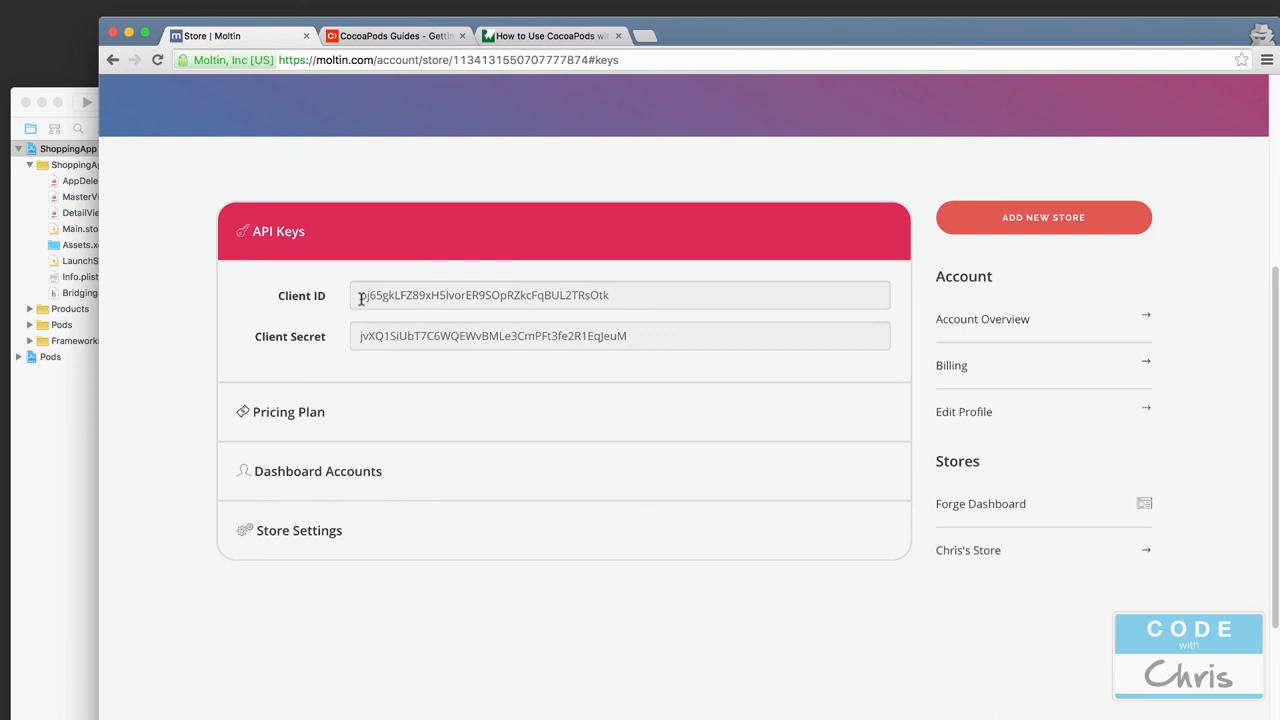 Store | Moltin
CocoaPods Guides - Gettin
How to Use CocoaPods wit
Moltin, Inc [US]
https://moltin.com/account/store/1134131550707777874#keys
ShoppingApp
ShoppingAp
AppDele
MasterVi
DetailVie
Main.sto
Assets.xc
LaunchS
Info.plist
Bridging
Products
Pods
Framework
Pods
API Keys
Client ID
Client Secret
jvXQ1SiUbT7C6WQEWvBMLe3CmPFt3fe2R1EqJeuM
Pricing Plan
Dashboard Accounts
Store Settings
ADD NEW STORE
Account
Account Overview
Billing
Edit Profile
Stores
Forge Dashboard
Chris's Store
CODE
with
Chris